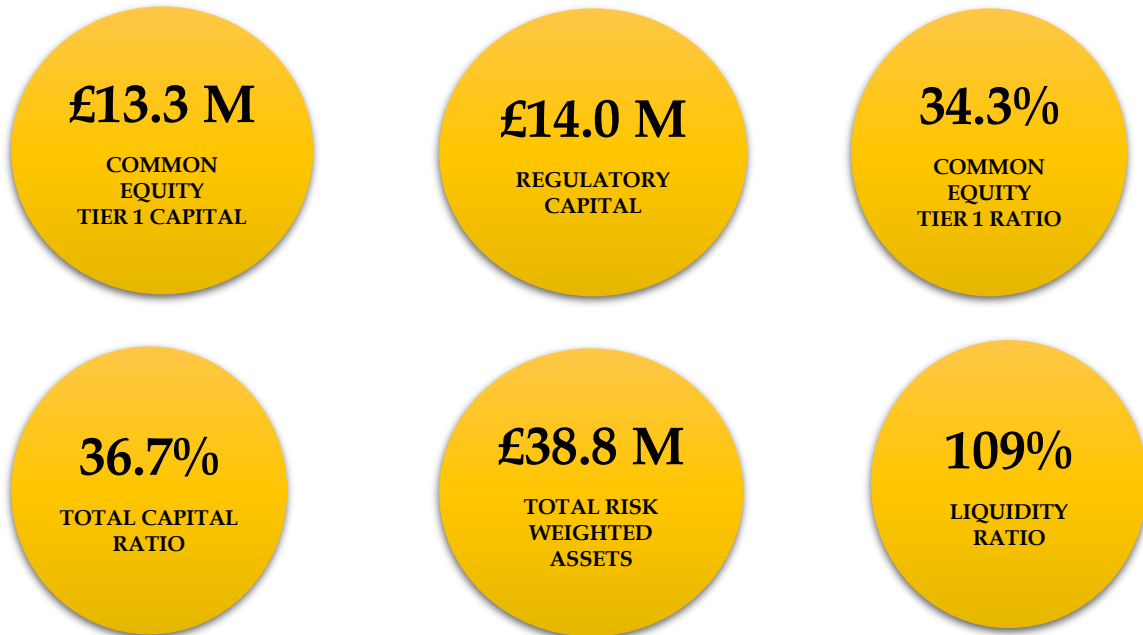 £13.3 M
COMMON
EQUITY
TIER 1 CAPITAL
£14.0 M
REGULATORY
CAPITAL
34.3%
COMMON
EQUITY
TIER 1 RATIO
36.7%
TOTAL CAPITAL
RATIO
£38.8 M
TOTAL RISK
WEIGHTED
ASSETS
109%
LIQUIDITY
RATIO